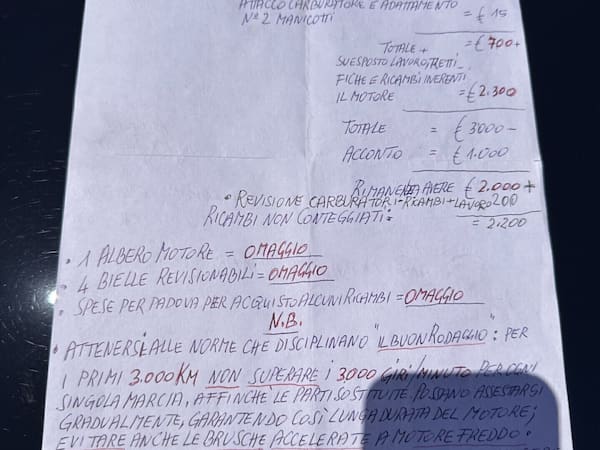 ATTACCO CARBURATORE E ADATTAMENTO
N° 2 MANICOTTI = € 15
TOTALE + = € 700+
SUESPOSTO LAVORO, RETTI_
FICHE E RICAMBI INERENTI
IL MOTORE = € 2.300
TOTALE = € 3000-
ACCONTO = € 1.000
RIMANENZA AVERE € 2.000+
• REVISIONE CARBURATORI-RICAMBI+LAVORO 200
RICAMBI NON CONTEGGIATI: = 2.200
• 1 ALBERO MOTORE = OMAGGIO
• 4 BIELLE REVISIONABILI = OMAGGIO
• SPESE PER PADOVA PER ACQUISTO ALCUNI RICAMBI = OMAGGIO
N.B.
• ATTENERSI ALLE NORME CHE DISCIPLINANO "IL BUON RODAGGIO": PER
I PRIMI 3.000 KM NON SUPERARE I 3000 GIRI/MINUTO PER OGNI
SINGOLA MARCIA, AFFINCHÈ LE PARTI SOSTITUITE POSSANO ASSESTARSI
GRADUALMENTE, GARANTENDO COSÌ LUNGA DURATA DEL MOTORE;
EVITARE ANCHE LE BRUSCHE ACCELERATE A MOTORE FREDDO.